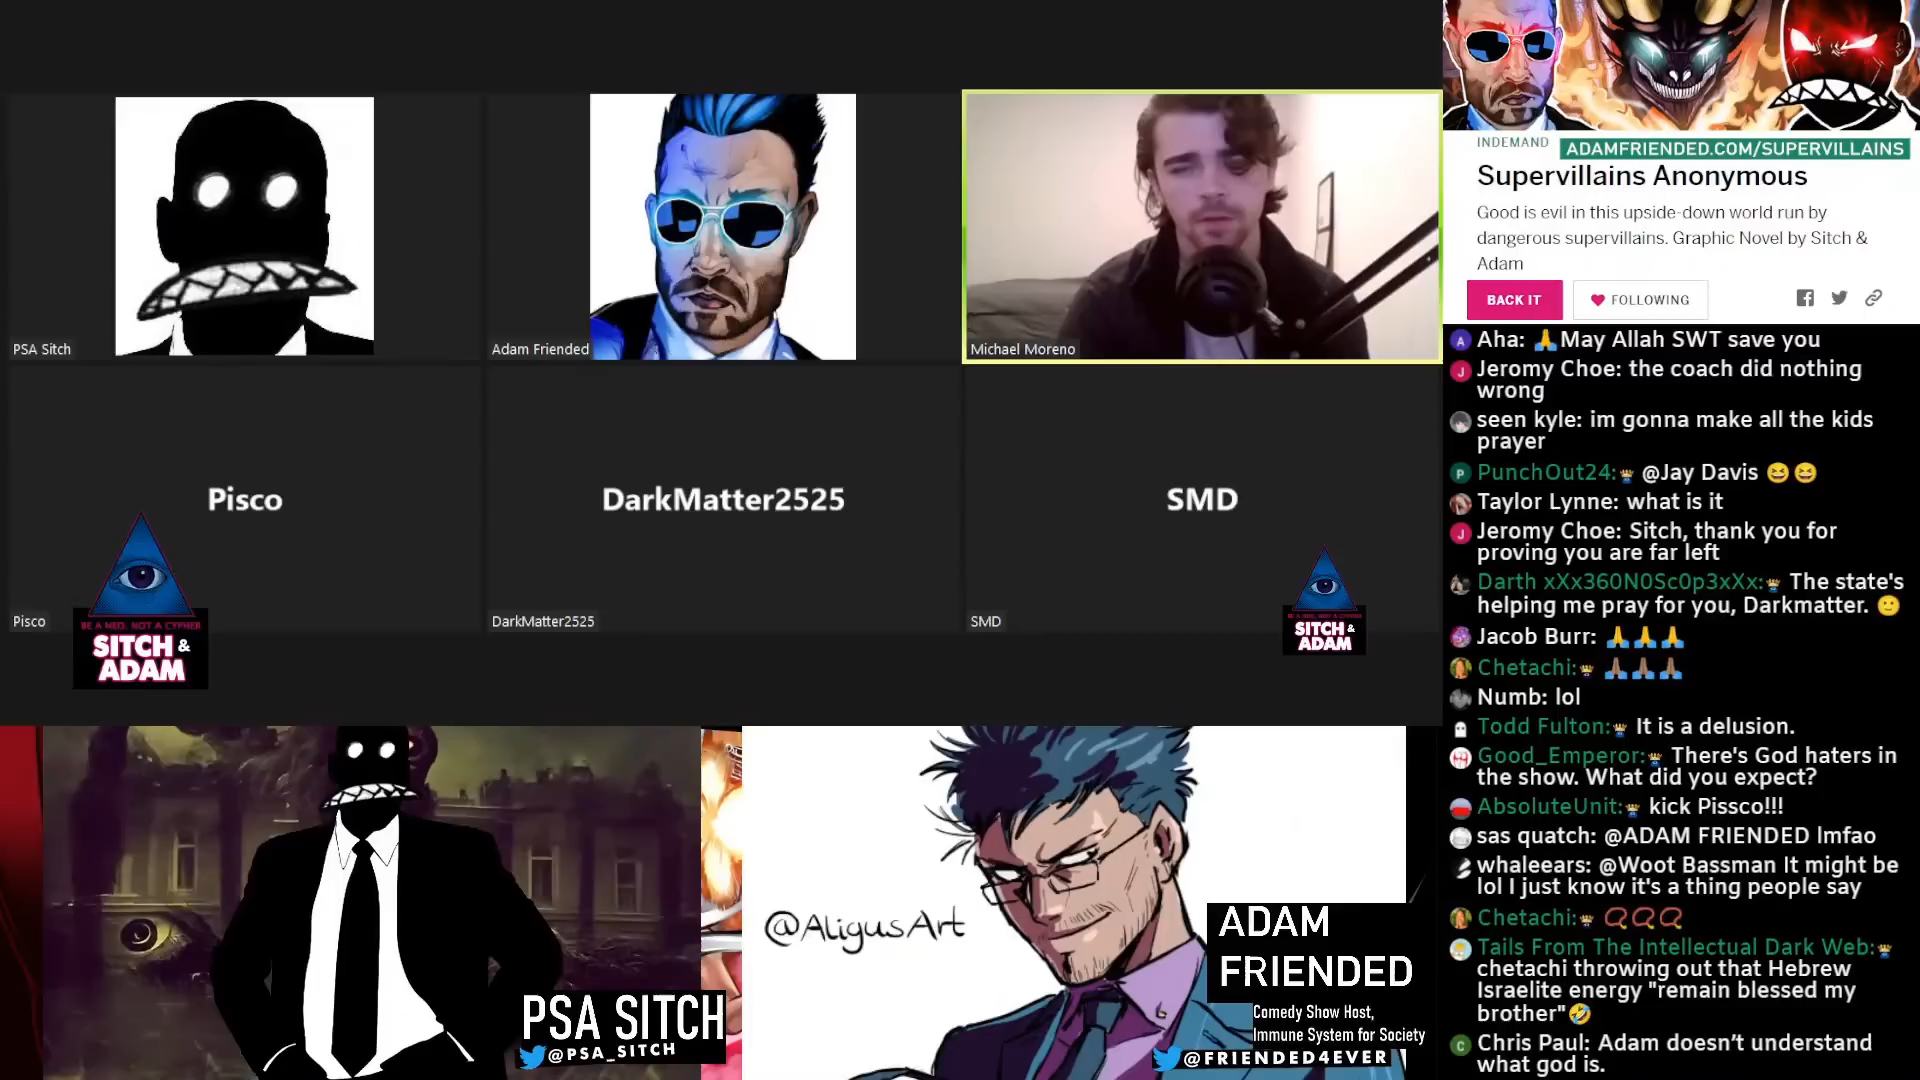 PSA Sitch
Adam Friended
Michael Moreno
Pisco
DarkMatter2525
SMD
Pisco
DarkMatter2525
SMD
BE A NEO, NOT A CYPHER
SITCH &
ADAM
SITCH &
ADAM
@AligusArt
PSA SITCH
@PSA_SITCH
ADAM
FRIENDED
Comedy Show Host,
Immune System for Society
@FRIENDED4EVER
INDEMAND
ADAMFRIENDED.COM/SUPERVILLAINS
Supervillains Anonymous
Good is evil in this upside-down world run by
dangerous supervillains. Graphic Novel by Sitch &
Adam
BACK IT
FOLLOWING
A Aha: 🙏May Allah SWT save you
J Jeromy Choe: the coach did nothing
wrong
seen kyle: im gonna make all the kids
prayer
P PunchOut24: @Jay Davis 😆😆
Taylor Lynne: what is it
J Jeromy Choe: Sitch, thank you for
proving you are far left
Darth xXx360N0Sc0p3xXx: The state's
helping me pray for you, Darkmatter. 🙂
Jacob Burr: 🙏🙏🙏
Chetachi: 🙏🏽🙏🏽🙏🏽
Numb: lol
Todd Fulton: It is a delusion.
Good_Emperor: There's God haters in
the show. What did you expect?
AbsoluteUnit: kick Pissco!!!
sas quatch: @ADAM FRIENDED lmfao
whaleears: @Woot Bassman It might be
lol I just know it's a thing people say
Chetachi: 📿📿📿
Tails From The Intellectual Dark Web:
chetachi throwing out that Hebrew
Israelite energy "remain blessed my
brother"🤣
C Chris Paul: Adam doesn't understand
what god is.